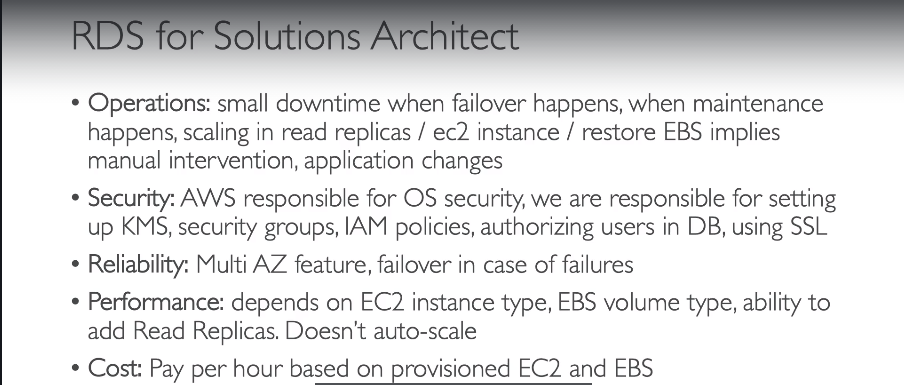 RDS for Solutions Architect
• Operations: small downtime when failover happens, when maintenance
happens, scaling in read replicas / ec2 instance / restore EBS implies
manual intervention, application changes
• Security: AWS responsible for OS security, we are responsible for setting
up KMS, security groups, IAM policies, authorizing users in DB, using SSL
• Reliability: Multi AZ feature, failover in case of failures
• Performance: depends on EC2 instance type, EBS volume type, ability to
add Read Replicas. Doesn't auto-scale
• Cost: Pay per hour based on provisioned EC2 and EBS